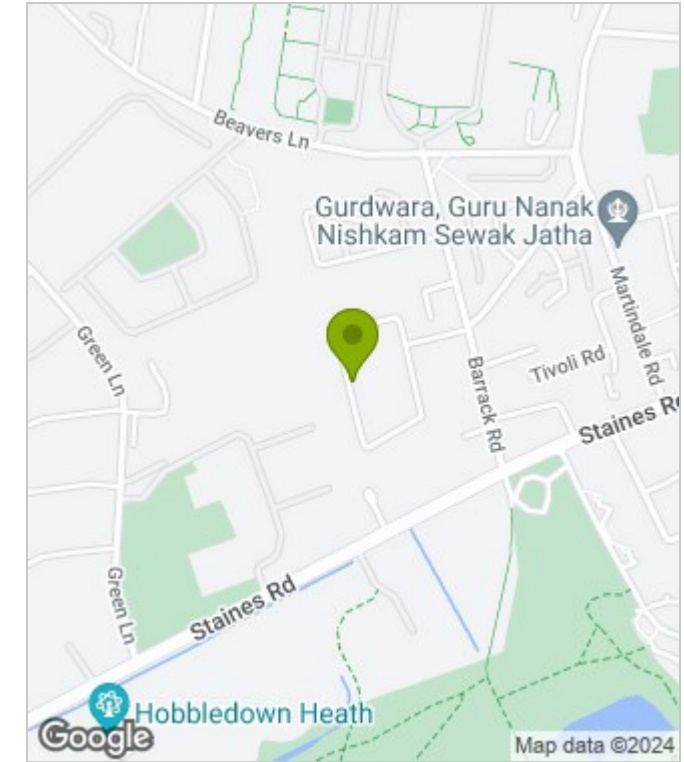 Beavers Ln
Gurdwara, Guru Nanak
Nishkam Sewak Jatha
Green Ln
Martindale Rd
Tivoli Rd
Barrack Rd
Staines R
Green Ln
Staines Rd
Hobbledown Heath
Google
Map data ©2024